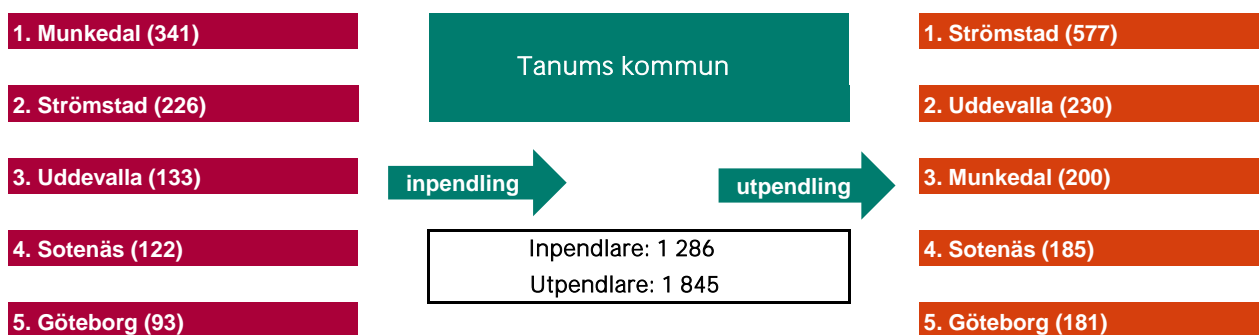 1. Munkedal (341)
2. Strömstad (226)
3. Uddevalla (133)
4. Sotenäs (122)
5. Göteborg (93)
Tanums kommun
inpendling
utpendling
Inpendlare: 1 286
Utpendlare: 1 845
1. Strömstad (577)
2. Uddevalla (230)
3. Munkedal (200)
4. Sotenäs (185)
5. Göteborg (181)